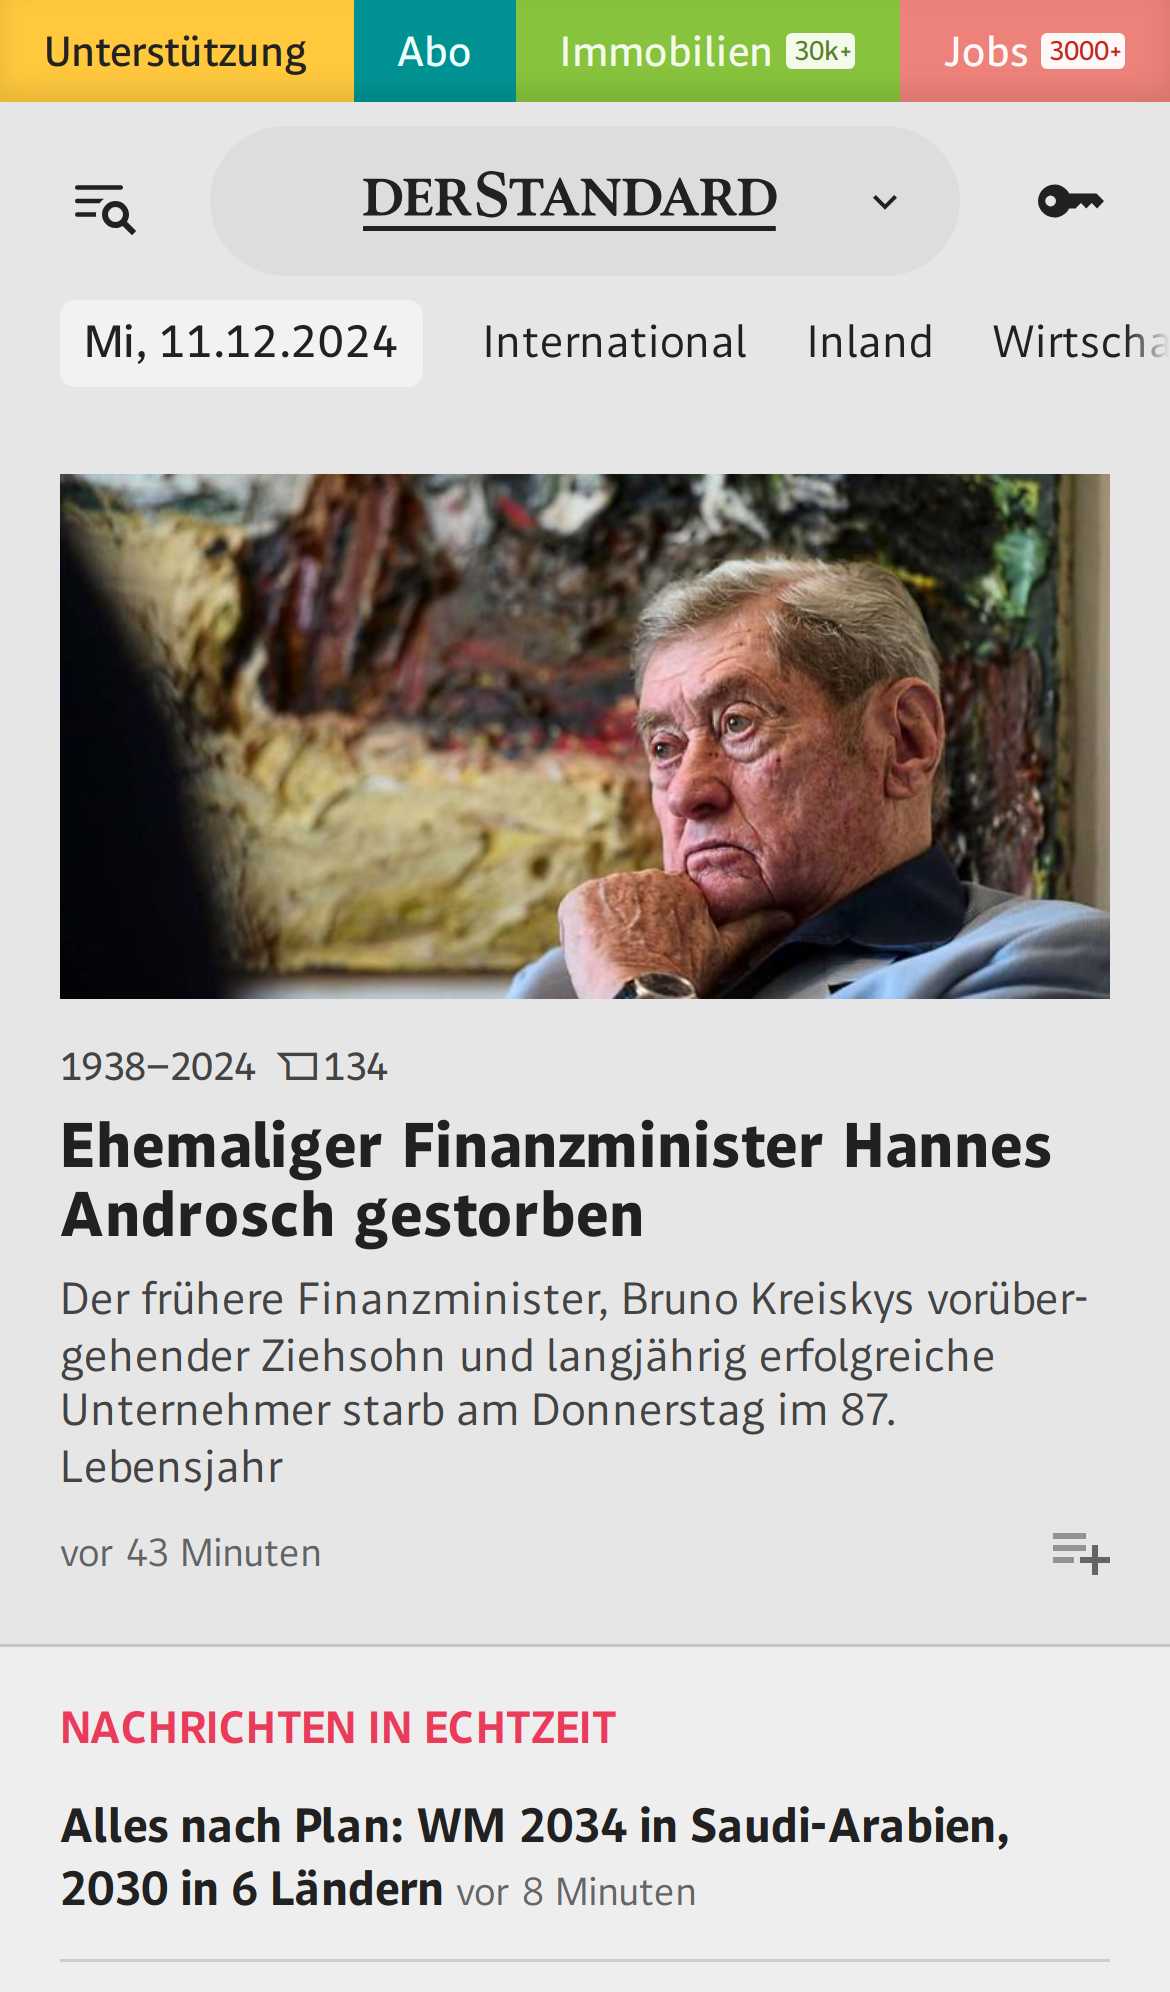 Unterstützung
Abo
Immobilien 30k+
Jobs 3000+
DERSTANDARD
Mi, 11.12.2024
International
Inland
Wirtscha
1938–2024 134
Ehemaliger Finanzminister Hannes
Androsch gestorben
Der frühere Finanzminister, Bruno Kreiskys vorüber-
gehender Ziehsohn und langjährig erfolgreiche
Unternehmer starb am Donnerstag im 87.
Lebensjahr
vor 43 Minuten
NACHRICHTEN IN ECHTZEIT
Alles nach Plan: WM 2034 in Saudi-Arabien,
2030 in 6 Ländern vor 8 Minuten